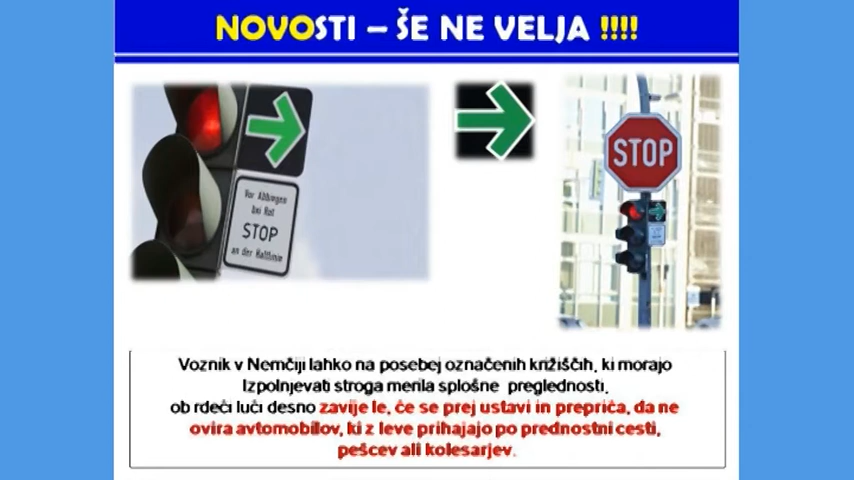 NOVOSTI – ŠE NE VELJA !!!!
Vor Abbiegen
bei Rot
STOP
an der Haltlinie
STOP
Voznik v Nemčiji lahko na posebej označenih križiščih, ki morajo
izpolnjevati stroga merila splošne preglednosti,
ob rdeči luči desno zavije le, če se prej ustavi in prepriča, da ne
ovira avtomobilov, ki z leve prihajajo po prednostni cesti,
pešcev ali kolesarjev.